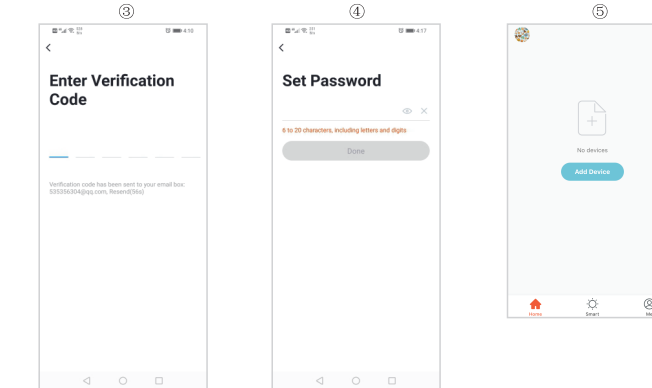 ③
4:10
Enter Verification
Code
Verification code has been sent to your email box:
535356304@qq.com, Resend(56s)
④
4:17
Set Password
6 to 20 characters, including letters and digits
Done
⑤
No devices
Add Device
Home
Smart